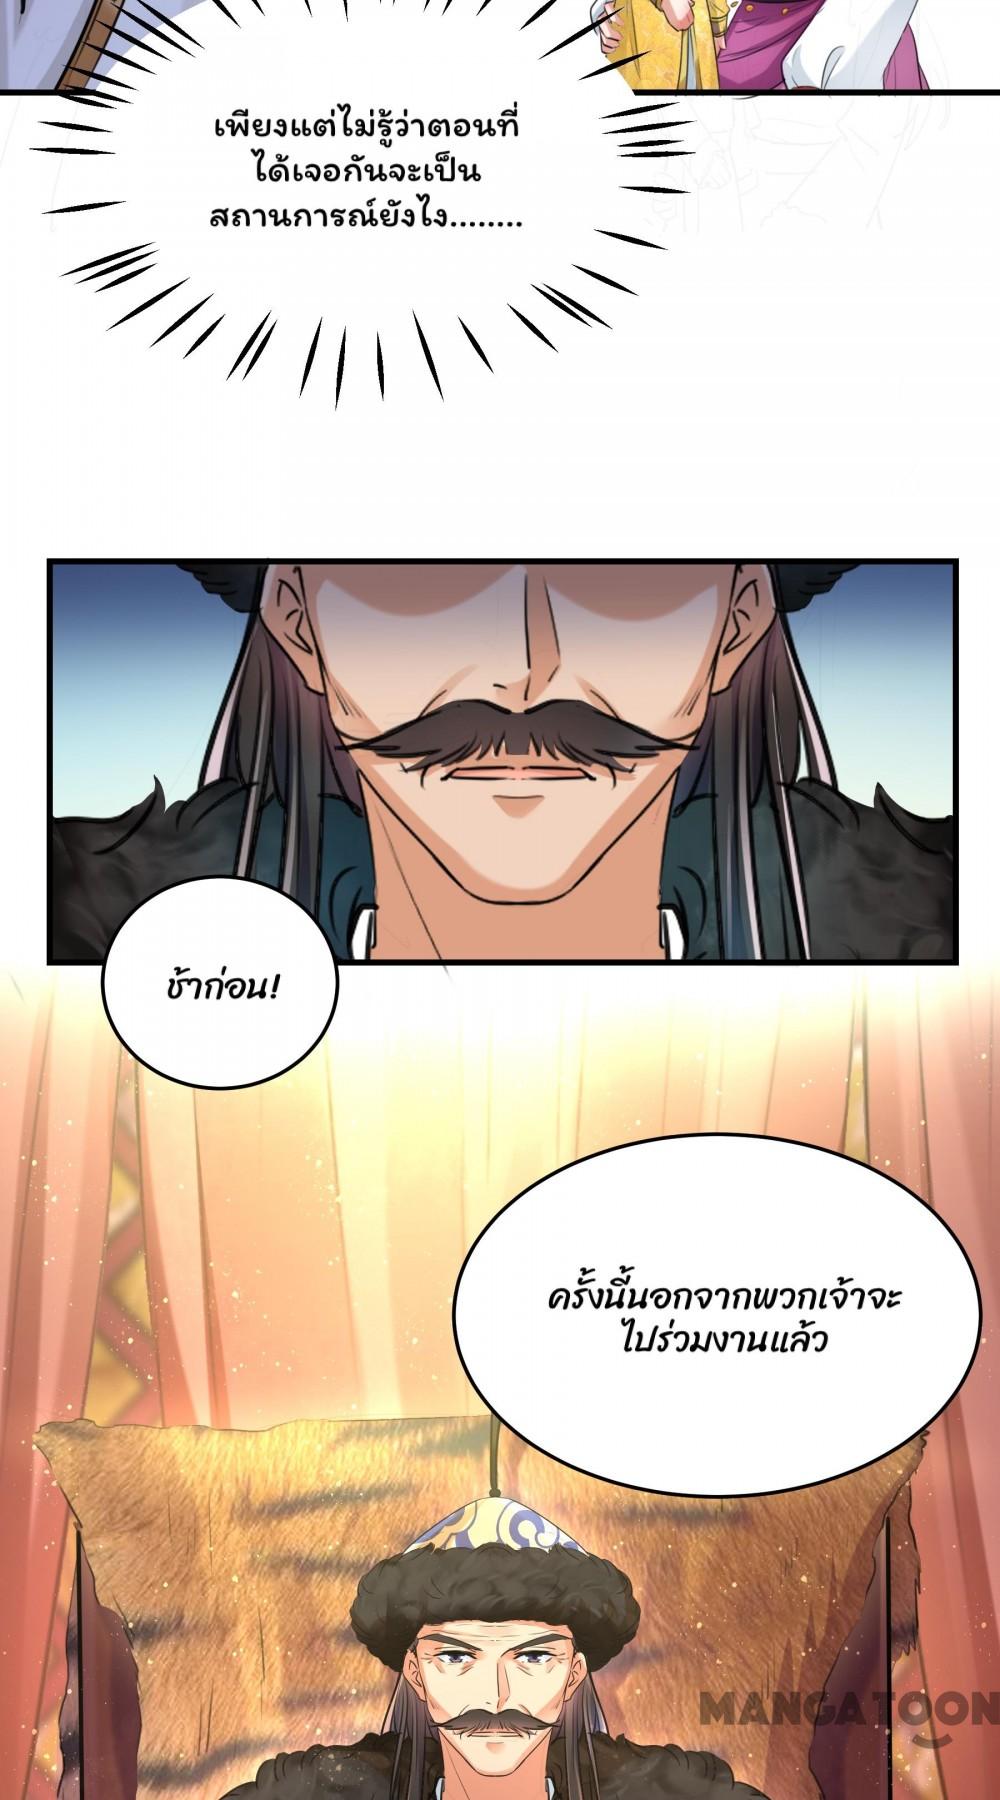 เพียงแต่ไม่รู้ว่าตอนที่
ได้เจอกันจะเป็น
สถานการณ์ยังไง........
ช้าก่อน!
ครั้งนี้นอกจากพวกเจ้าจะ
ไปร่วมงานแล้ว
MANGATOON